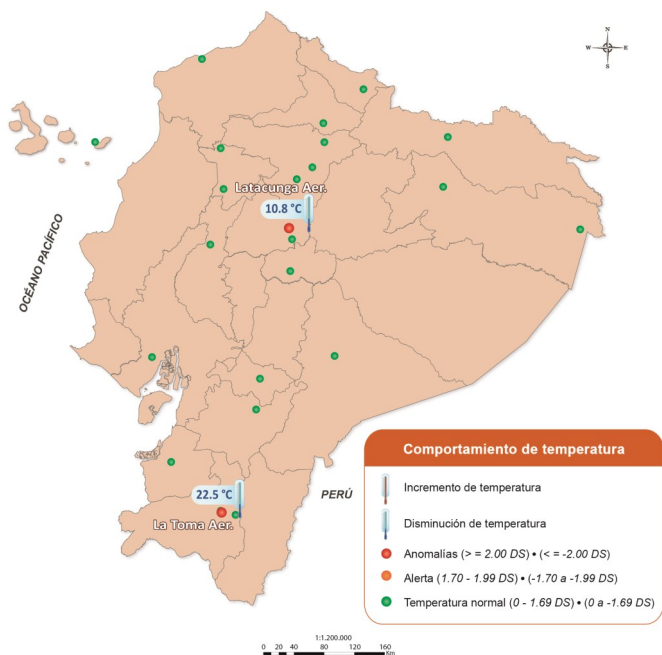 N
W E
S
Latacunga Aer.
10.8 °C
OCÉANO PACÍFICO
22.5 °C
PERÚ
La Toma Aer.
Comportamiento de temperatura
Incremento de temperatura
Disminución de temperatura
Anomalías (> = 2.00 DS) • (< = -2.00 DS)
Alerta (1.70 - 1.99 DS) • (-1.70 a -1.99 DS)
Temperatura normal (0 - 1.69 DS) • (0 a -1.69 DS)
1:1.200.000
0 20 40 80 120 160
Km